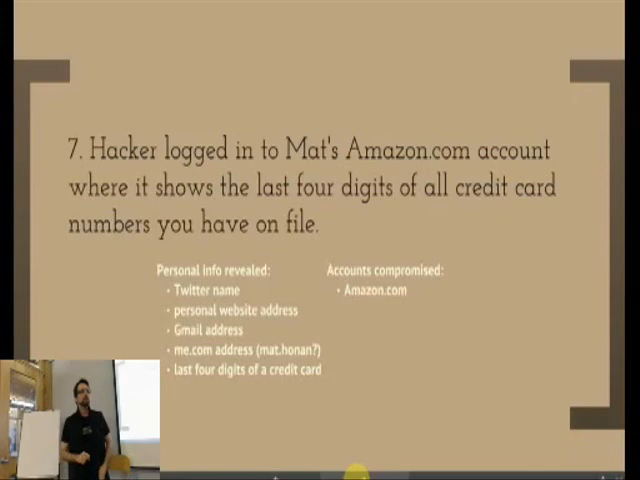 7. Hacker logged in to Mat's Amazon.com account
where it shows the last four digits of all credit card
numbers you have on file.
Personal info revealed:
• Twitter name
• personal website address
• Gmail address
• me.com address (mat.honan?)
• last four digits of a credit card
Accounts compromised:
• Amazon.com